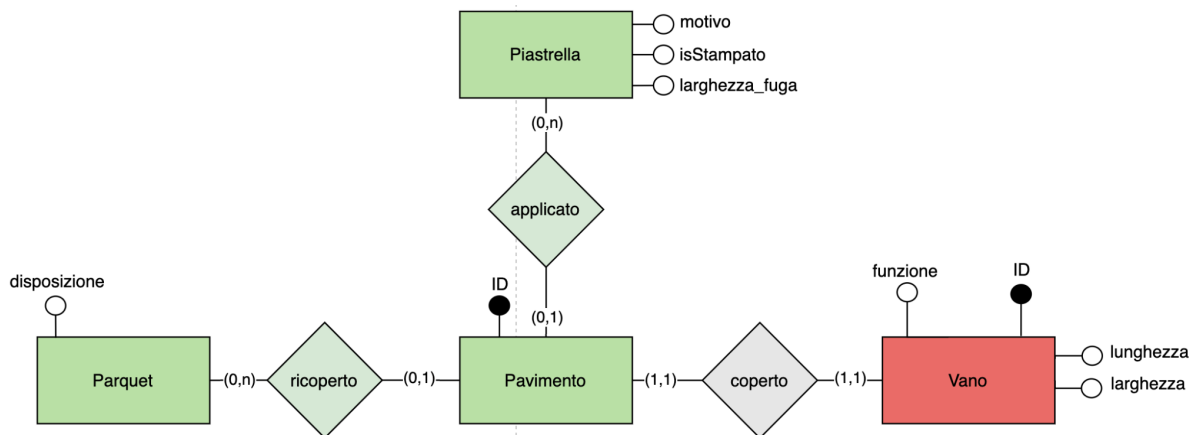 motivo
Piastrella
isStampato
larghezza_fuga
(0,n)
applicato
disposizione
ID
funzione
ID
(0,1)
Parquet
(0,n)
ricoperto
(0,1)
Pavimento
(1,1)
coperto
(1,1)
Vano
lunghezza
larghezza